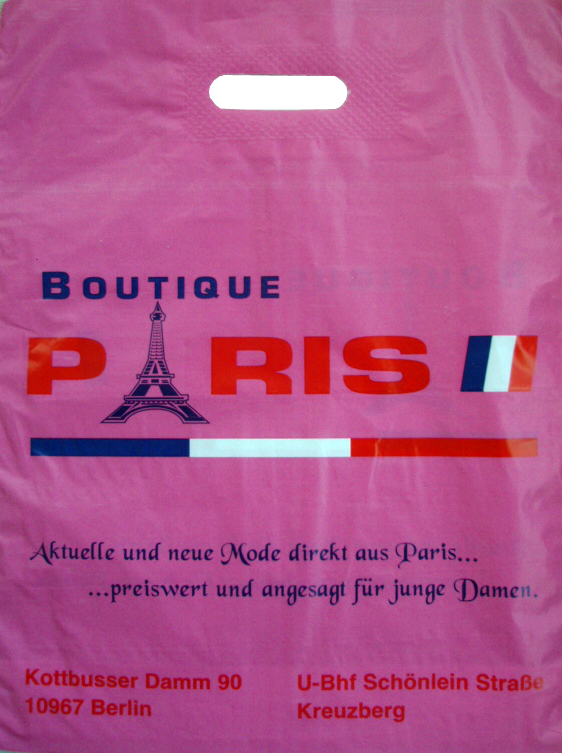 BOUTIQUE
PARIS
Aktuelle und neue Mode direkt aus Paris...
...preiswert und angesagt für junge Damen.
Kottbusser Damm 90
10967 Berlin
U-Bhf Schönlein Straße
Kreuzberg